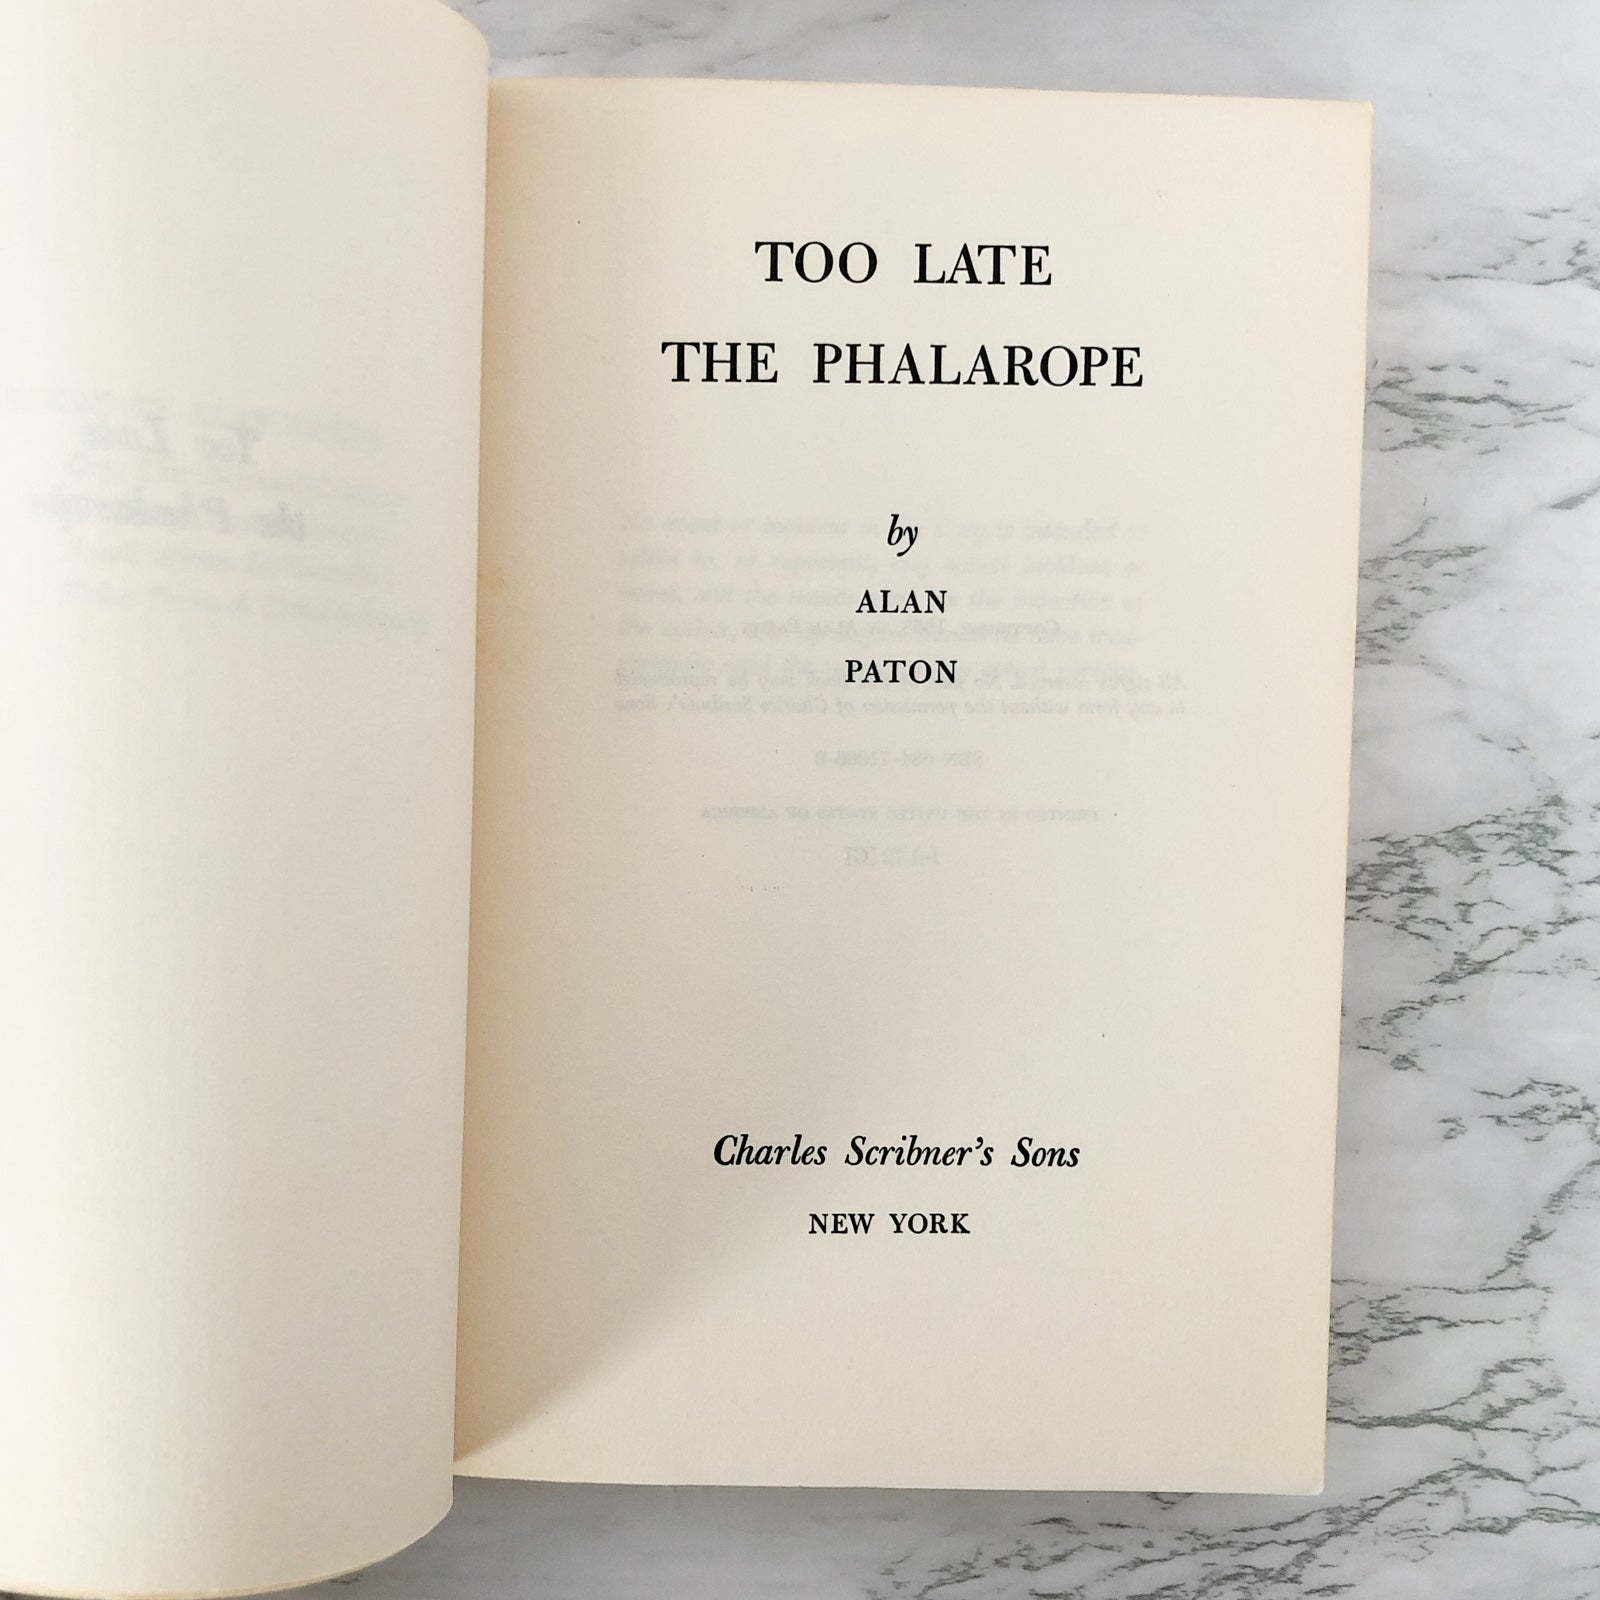 TOO LATE
THE PHALAROPE
by
ALAN
PATON
Charles Scribner's Sons
NEW YORK